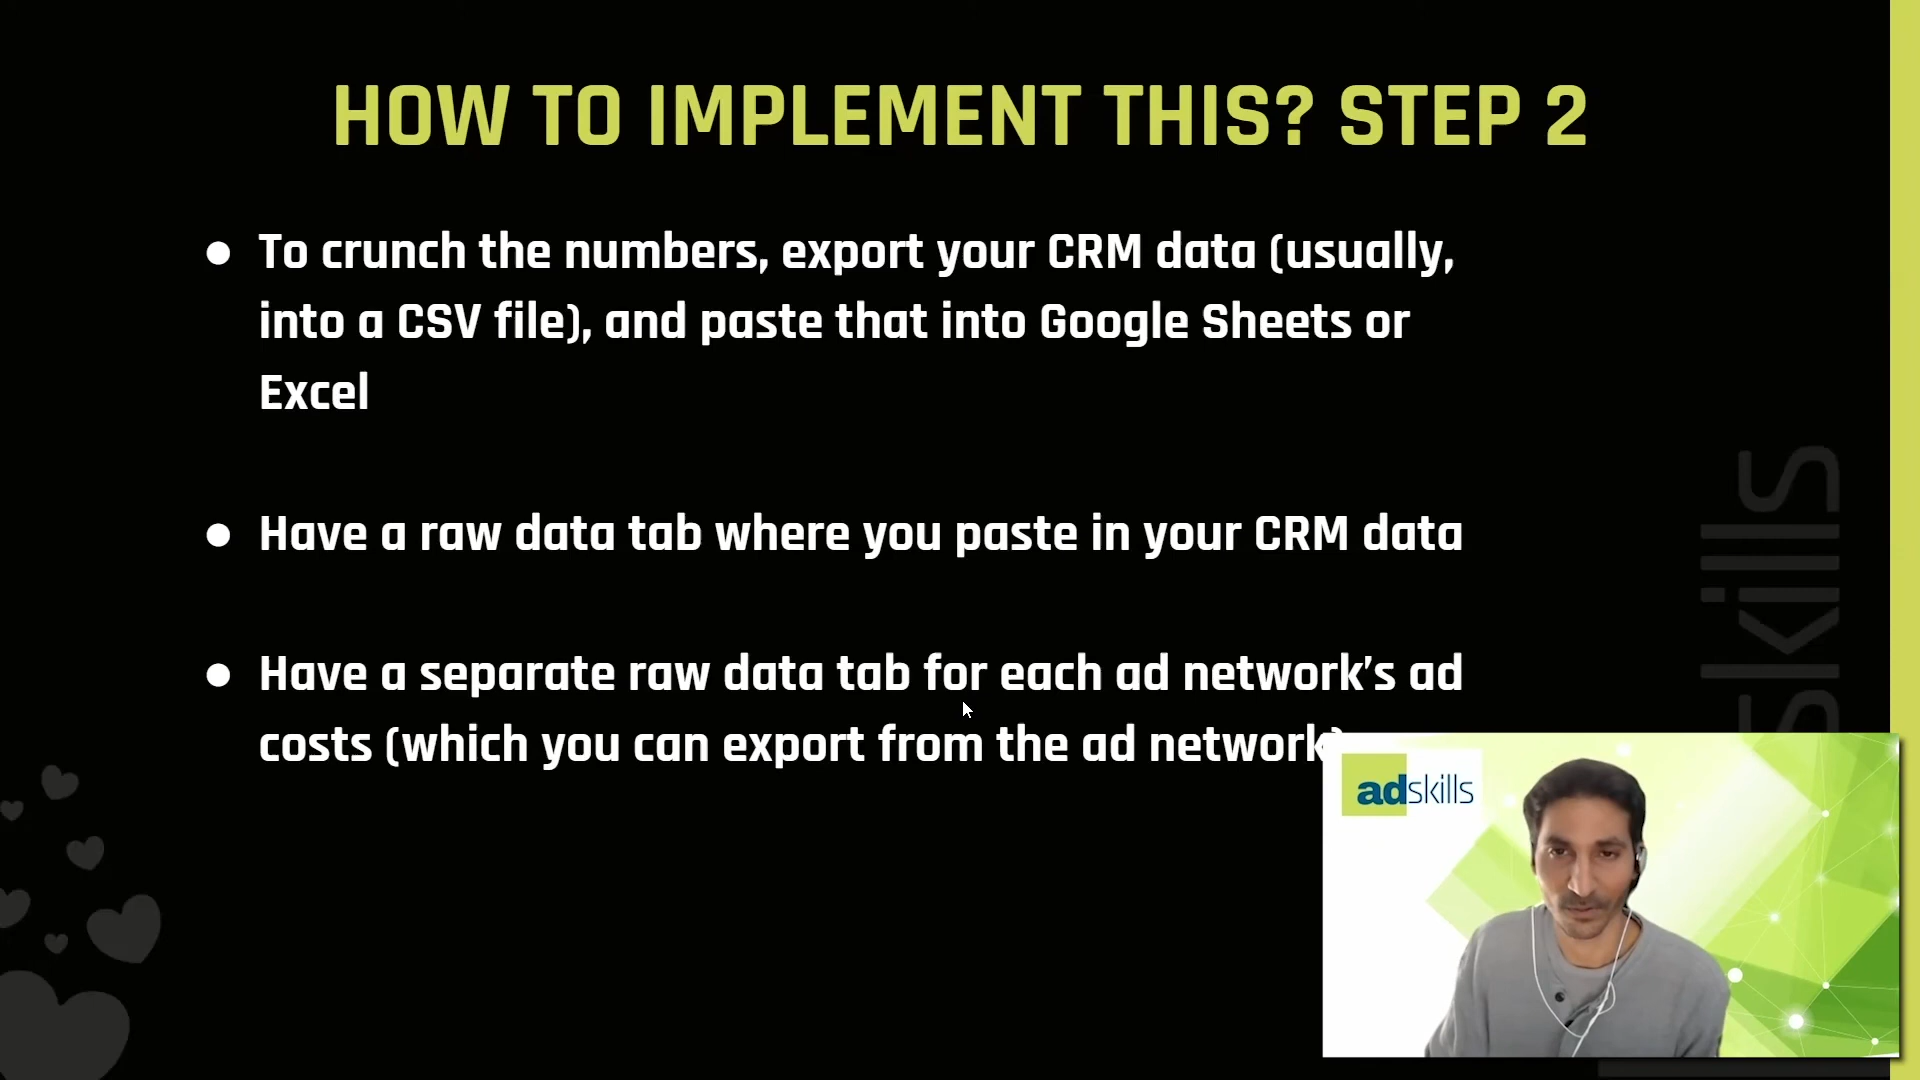 HOW TO IMPLEMENT THIS? STEP 2
● To crunch the numbers, export your CRM data (usually,
into a CSV file), and paste that into Google Sheets or
Excel
● Have a raw data tab where you paste in your CRM data
● Have a separate raw data tab for each ad network’s ad
costs (which you can export from the ad network)
skills
adskills